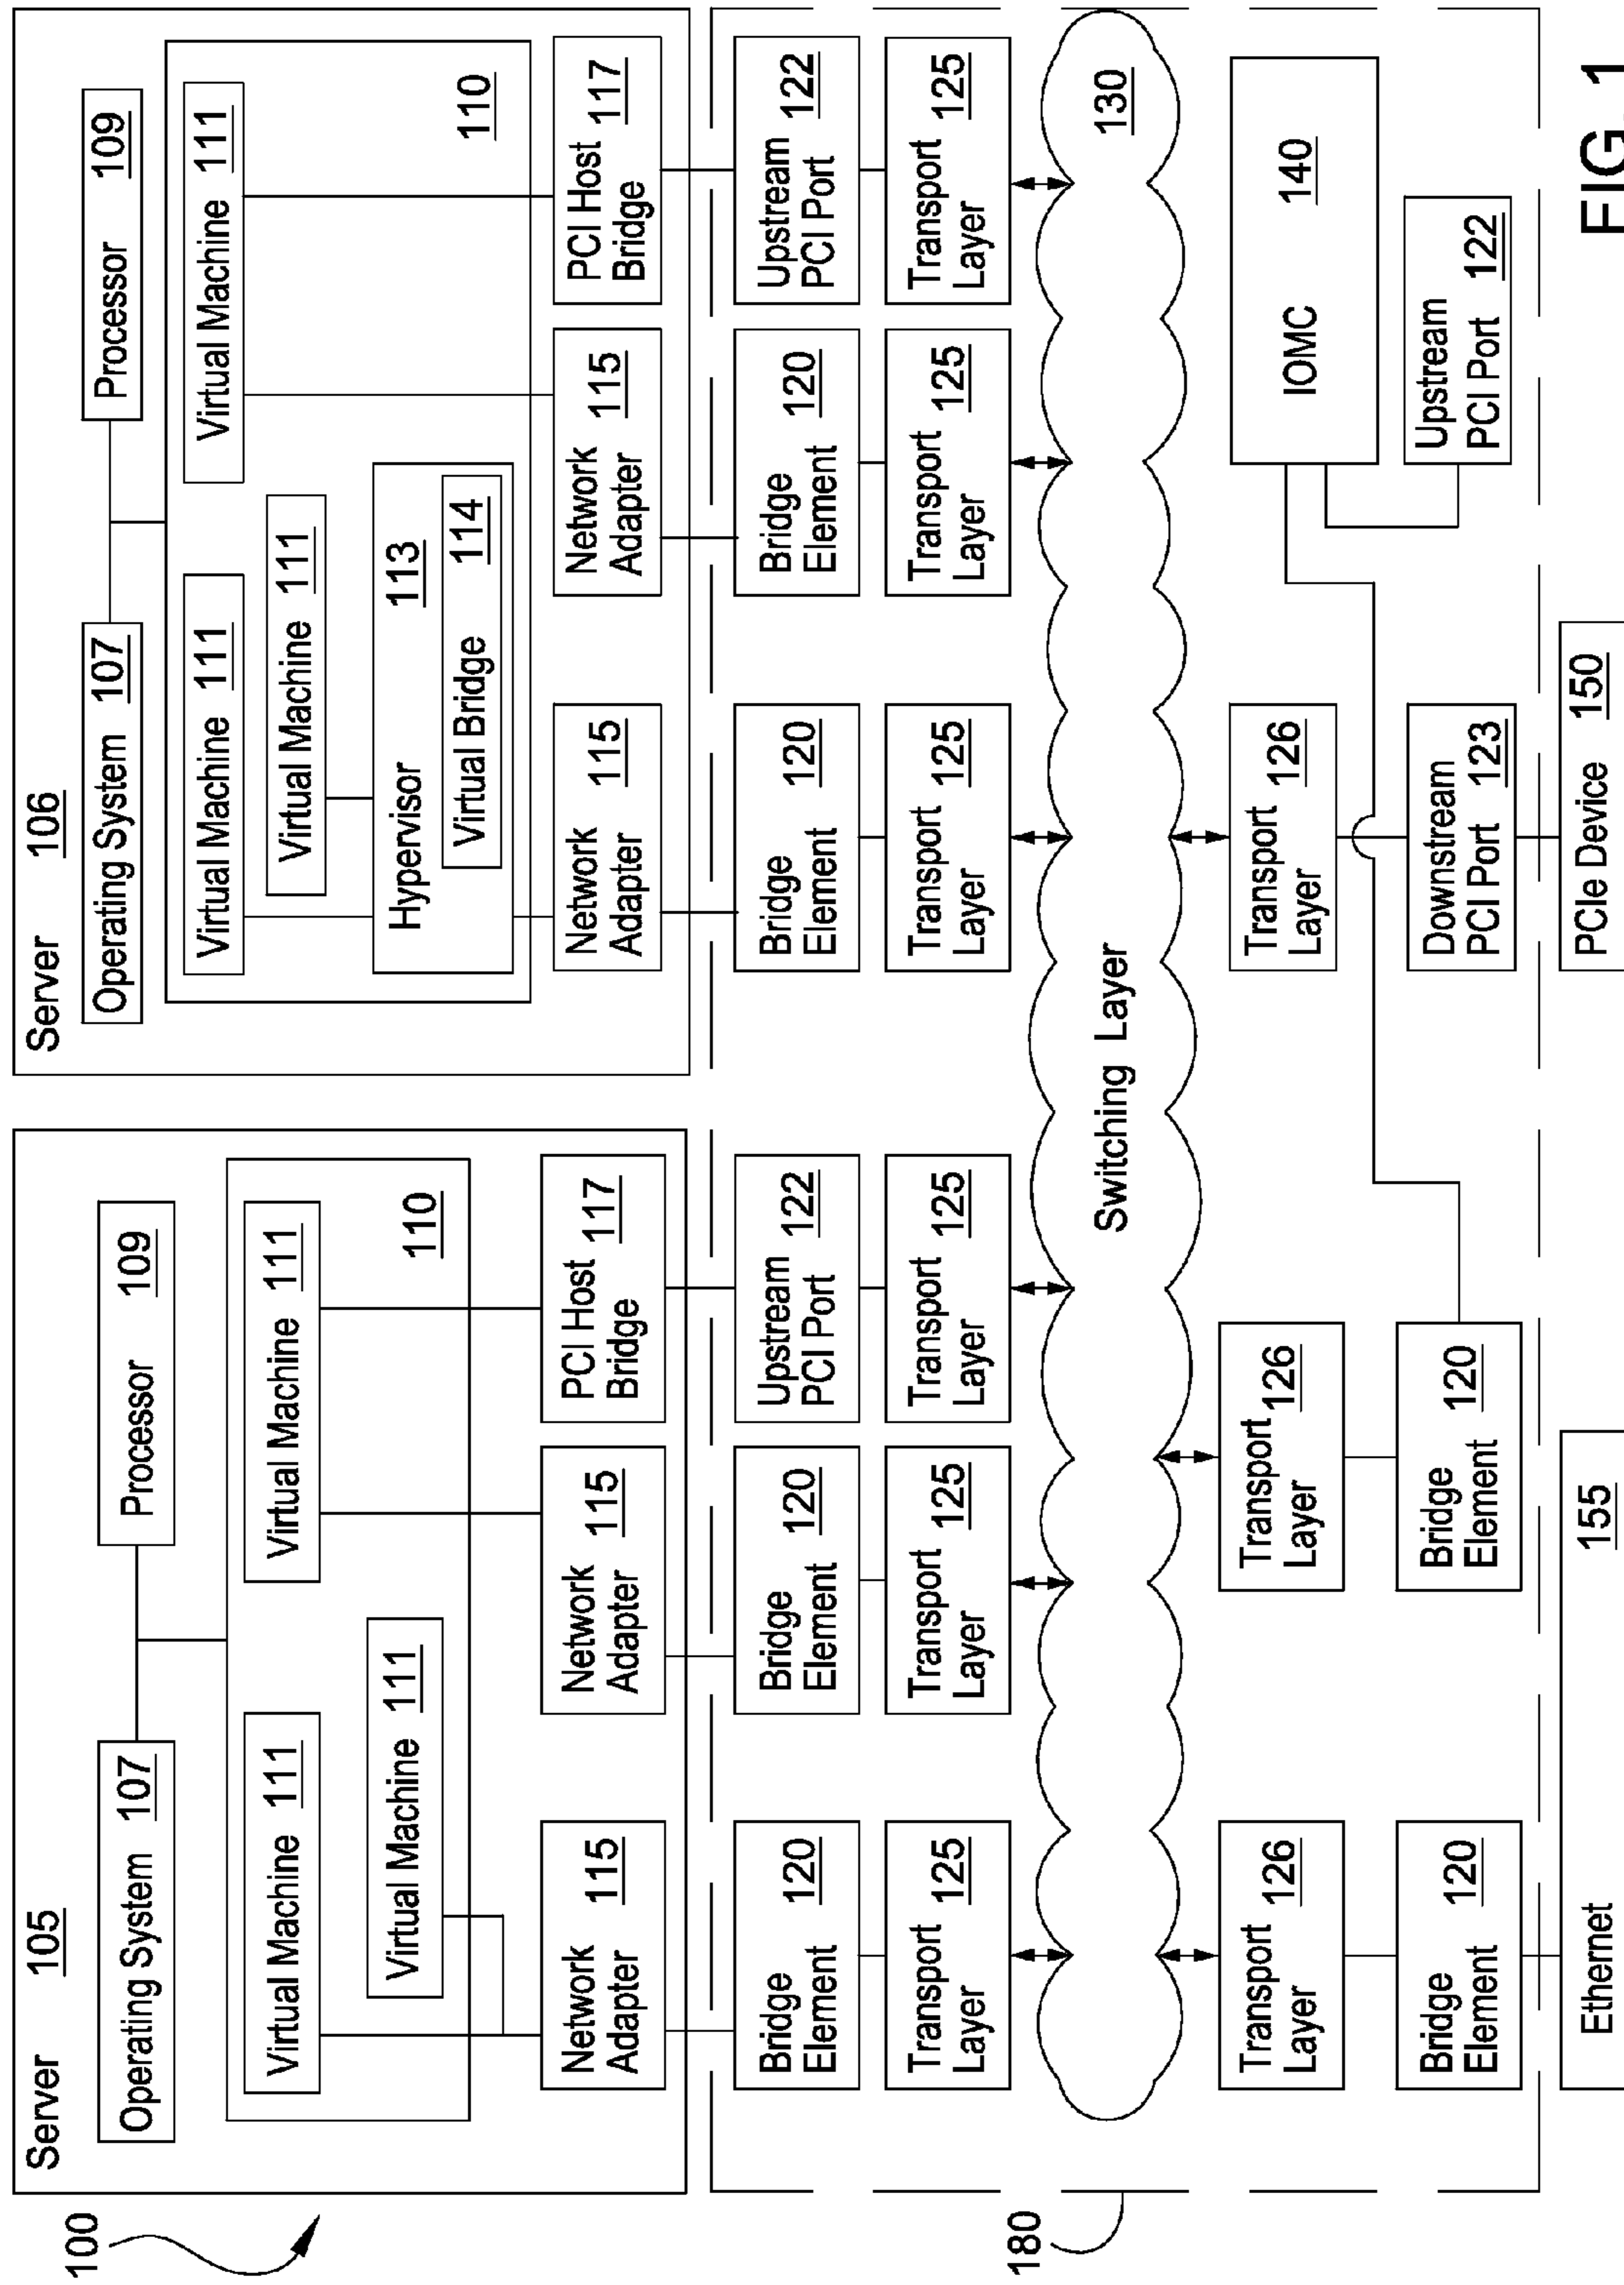 100
Server 105
Operating System 107
Processor 109
Virtual Machine 111
Virtual Machine 111
Virtual Machine 111
110
Network
Adapter 115
Network
Adapter 115
PCI Host
Bridge 117
Server 106
Operating System 107
Processor 109
Virtual Machine 111
Virtual Machine 111
Virtual Machine 111
Hypervisor 113
Virtual Bridge 114
110
Network
Adapter 115
Network
Adapter 115
PCI Host
Bridge 117
180
Bridge
Element 120
Bridge
Element 120
Upstream
PCI Port 122
Bridge
Element 120
Bridge
Element 120
Upstream
PCI Port 122
Transport
Layer 125
Transport
Layer 125
Transport
Layer 125
Transport
Layer 125
Transport
Layer 125
Transport
Layer 125
Switching Layer 130
Transport
Layer 126
Transport
Layer 126
Transport
Layer 126
IOMC 140
Bridge
Element 120
Bridge
Element 120
Downstream
PCI Port 123
Upstream
PCI Port 122
Ethernet 155
PCIe Device 150
FIG. 1